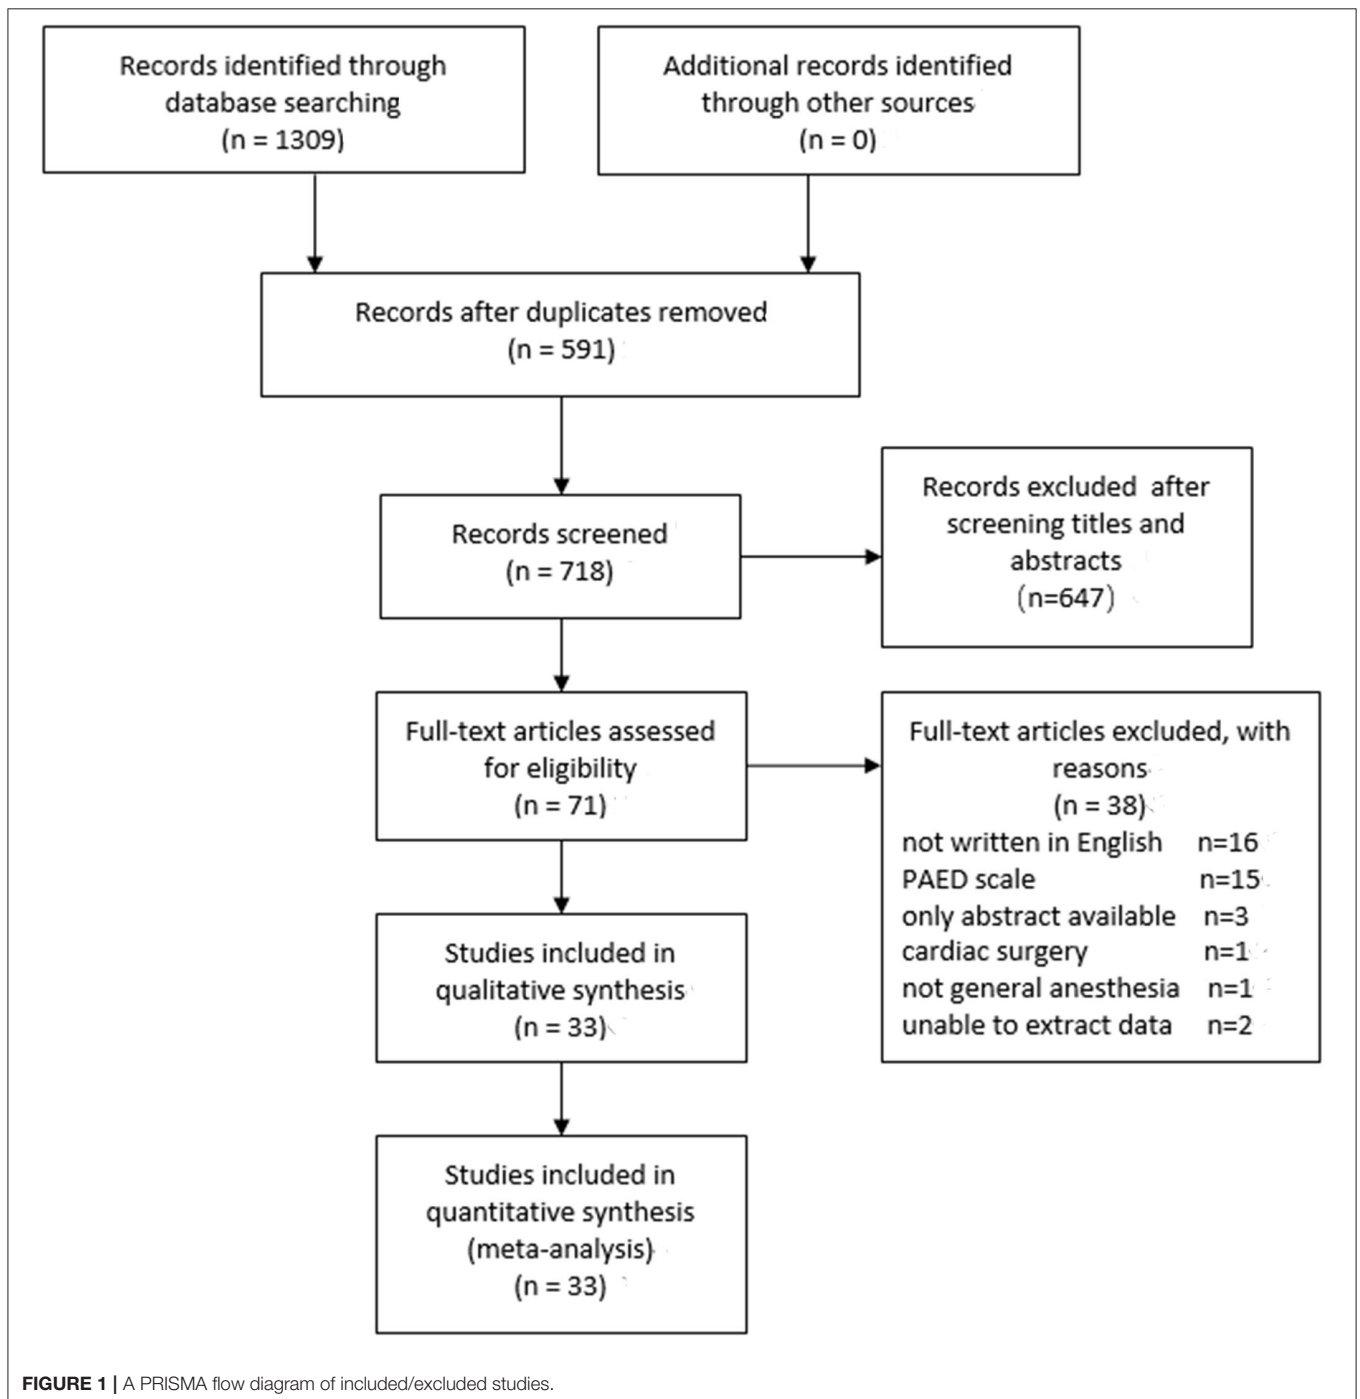 Records identified through
database searching
(n = 1309)
Additional records identified
through other sources
(n = 0)
Records after duplicates removed
(n = 591)
Records screened
(n = 718)
Records excluded after
screening titles and
abstracts
(n=647)
Full-text articles assessed
for eligibility
(n = 71)
Full-text articles excluded, with
reasons
(n = 38)
not written in English n=16
PAED scale n=15
only abstract available n=3
cardiac surgery n=1
not general anesthesia n=1
unable to extract data n=2
Studies included in
qualitative synthesis
(n = 33)
Studies included in
quantitative synthesis
(meta-analysis)
(n = 33)
FIGURE 1 | A PRISMA flow diagram of included/excluded studies.